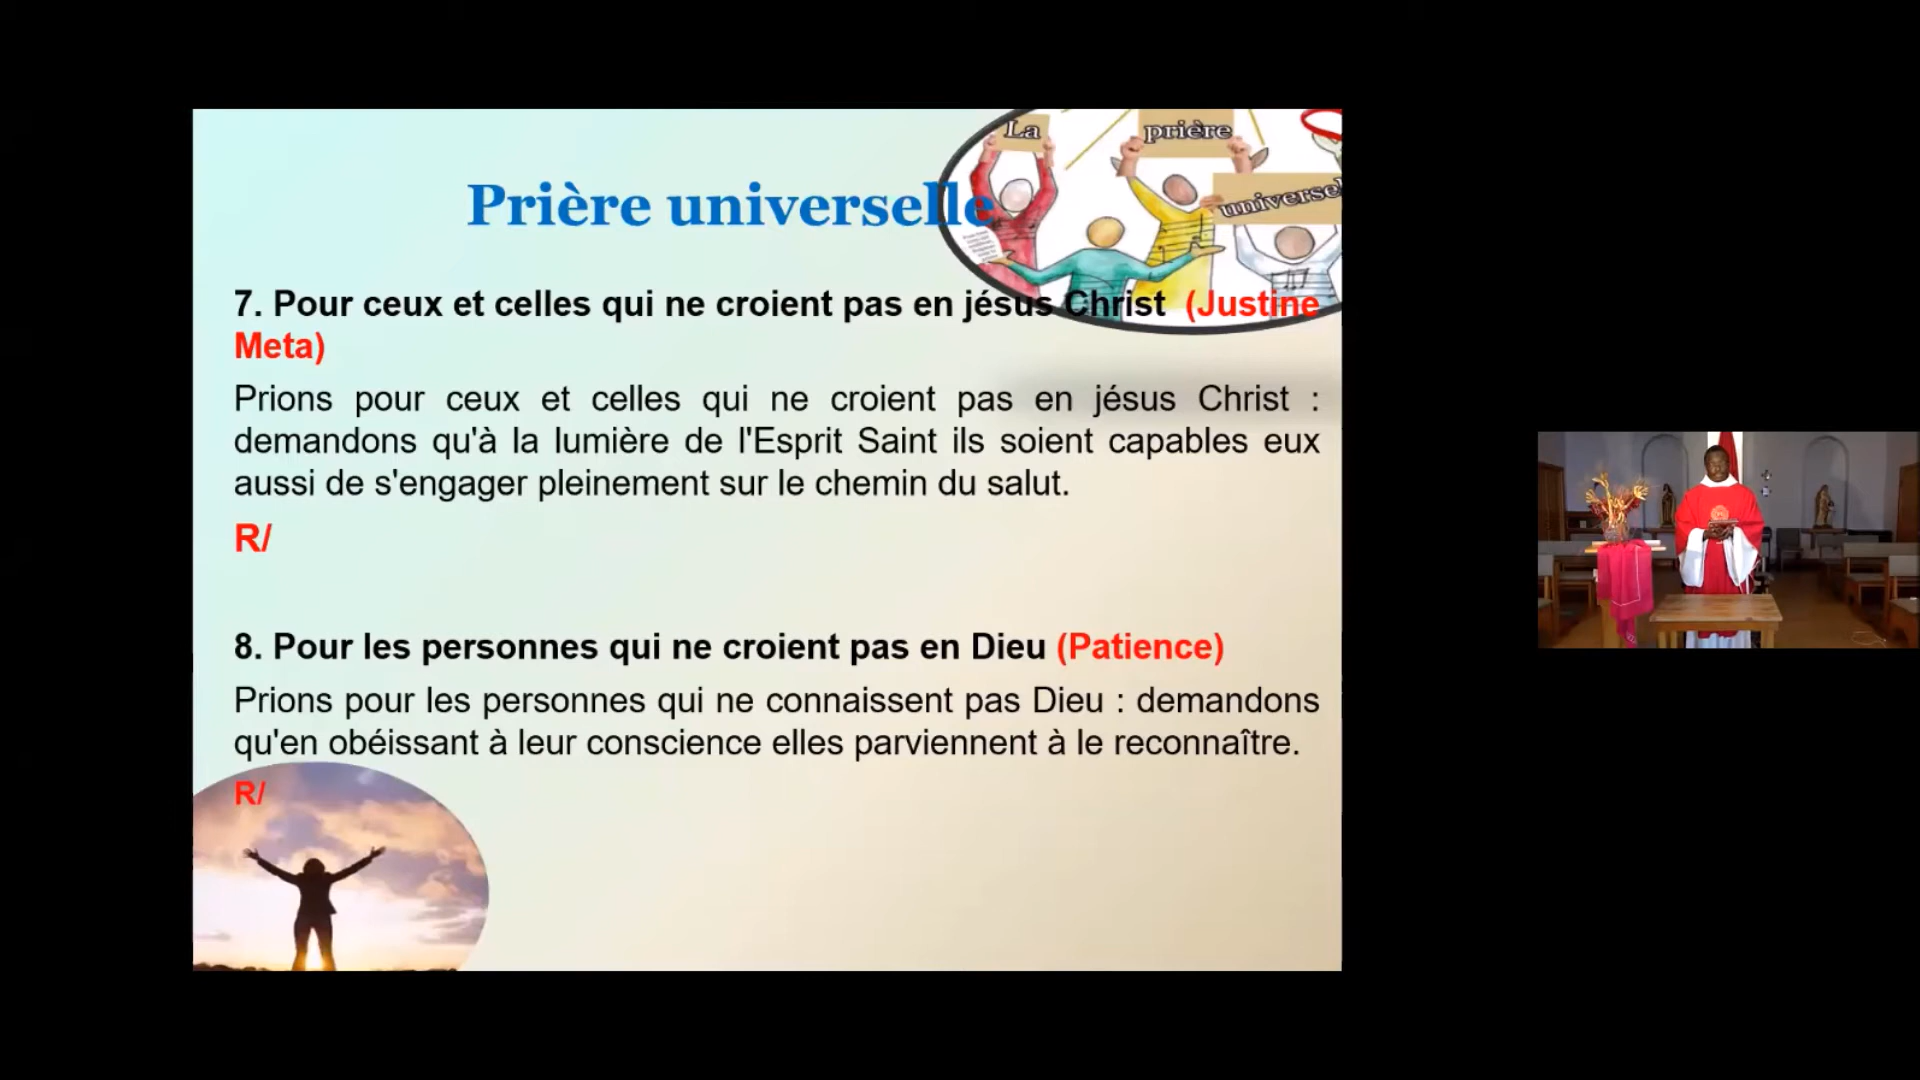 La prière
universel
Prière universelle
7. Pour ceux et celles qui ne croient pas en jésus Christ (Justine
Meta)
Prions pour ceux et celles qui ne croient pas en jésus Christ :
demandons qu'à la lumière de l'Esprit Saint ils soient capables eux
aussi de s'engager pleinement sur le chemin du salut.
R/
8. Pour les personnes qui ne croient pas en Dieu (Patience)
Prions pour les personnes qui ne connaissent pas Dieu : demandons
qu'en obéissant à leur conscience elles parviennent à le reconnaître.
R/